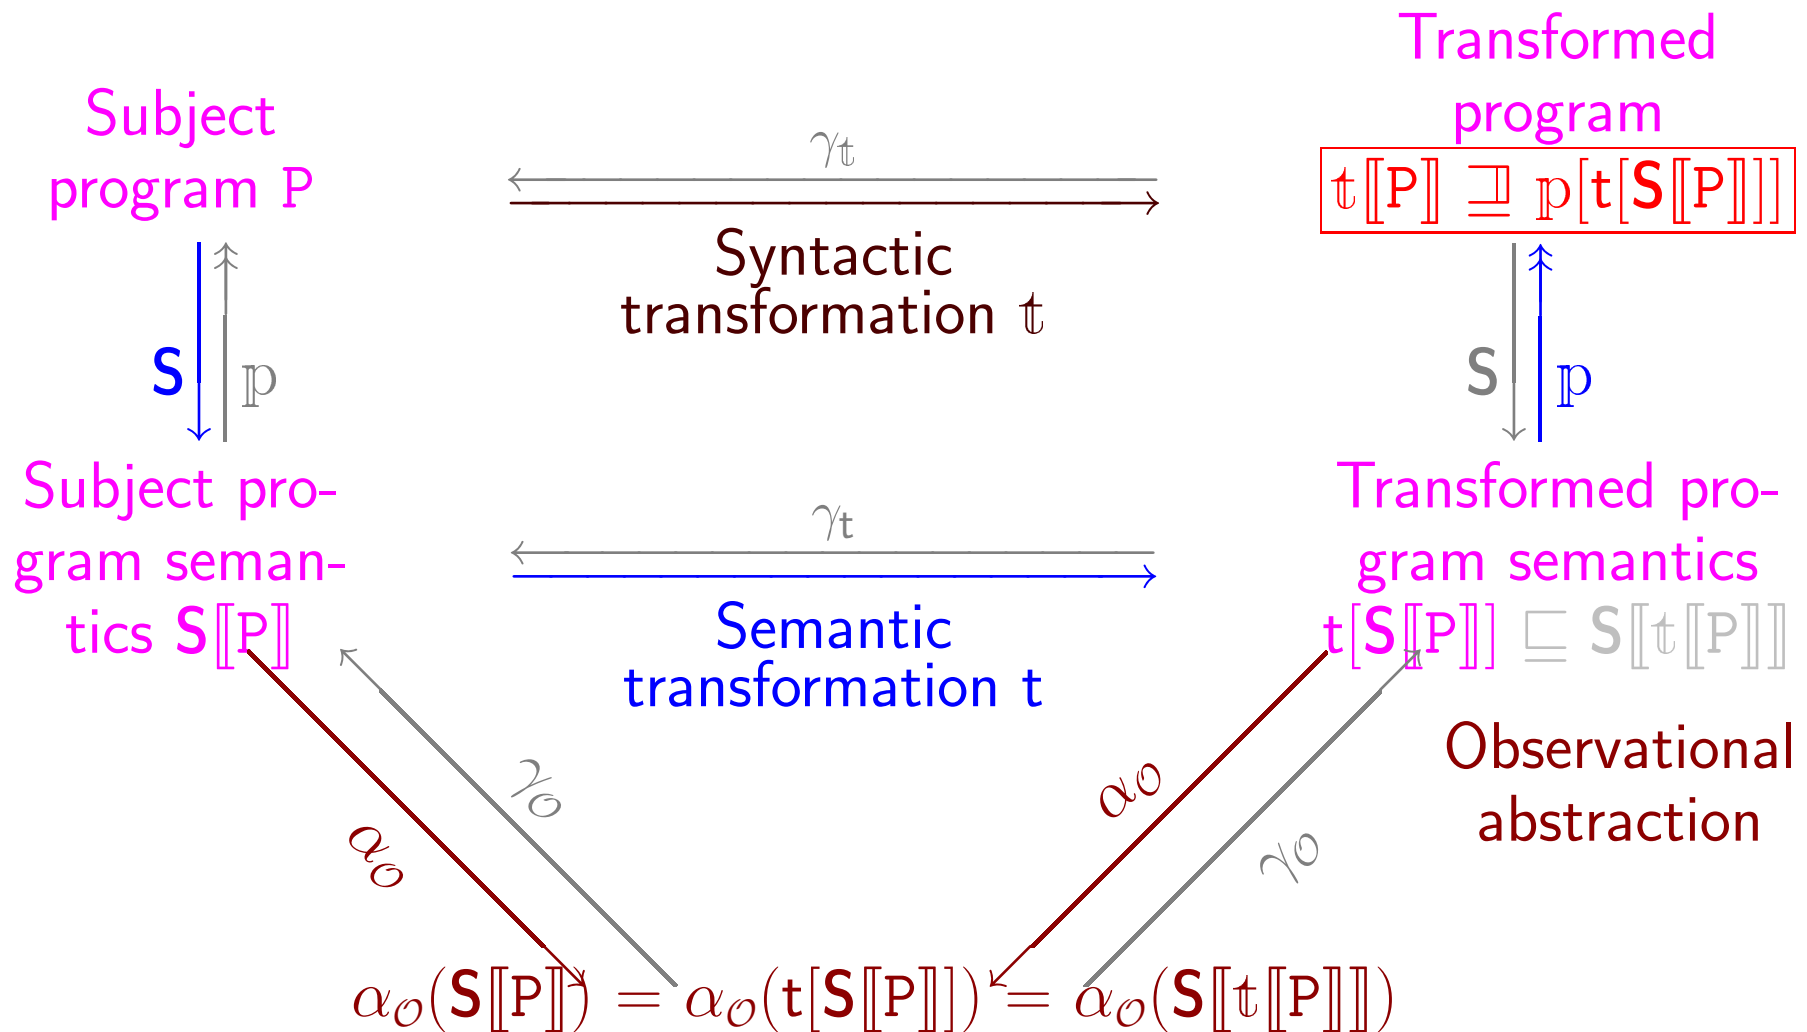 Transformed
program
Subject
program P
γ𝕥
𝕥⟦P⟧ ⊒ 𝕡[t[S⟦P⟧]]
Syntactic
transformation 𝕥
S
𝕡
S
𝕡
Subject pro-
gram seman-
tics S⟦P⟧
γt
Semantic
transformation t
Transformed pro-
gram semantics
t[S⟦P⟧] ⊑ S⟦𝕥⟦P⟧⟧
Observational
abstraction
α𝒪
γ𝒪
α𝒪
γ𝒪
α𝒪(S⟦P⟧) = α𝒪(t[S⟦P⟧]) = α𝒪(S⟦𝕥⟦P⟧⟧)